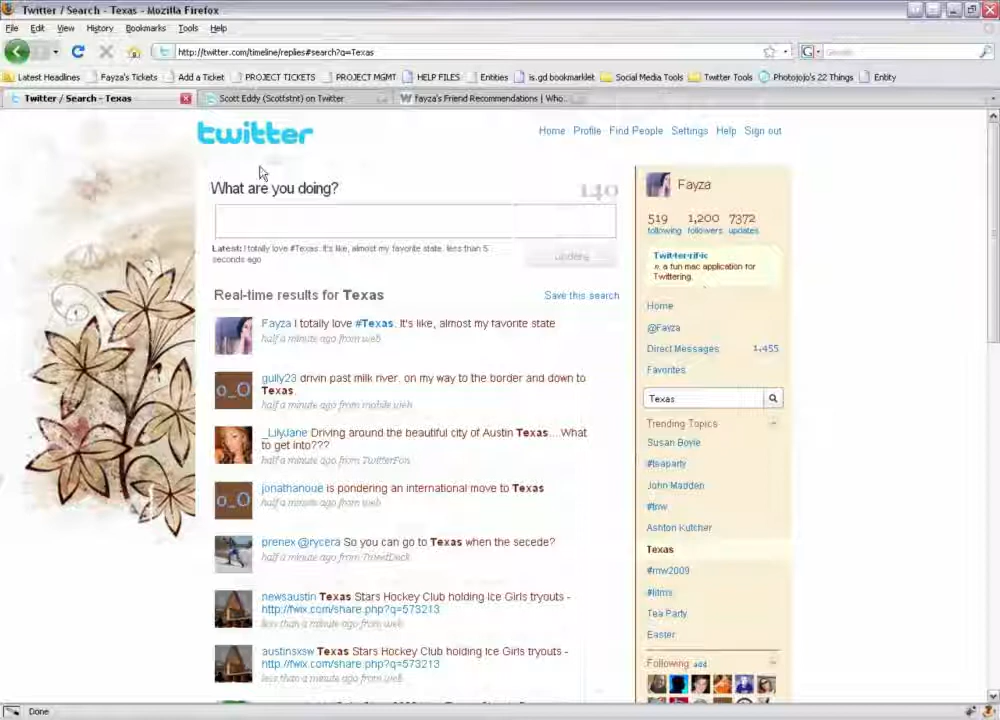 Twitter / Search - Texas - Mozilla Firefox
File Edit View History Bookmarks Tools Help
http://twitter.com/timeline/replies#search?q=Texas
Latest Headlines Fayza's Tickets Add a Ticket PROJECT TICKETS PROJECT MGMT HELP FILES Entities is.gd bookmarklet Social Media Tools Twitter Tools Photojojo's 22 Things Entity
Twitter / Search - Texas Scott Eddy (Scottstnt) on Twitter fayza's Friend Recommendations | Who...
twitter
Home Profile Find People Settings Help Sign out
What are you doing?
140
Latest: I totally love #Texas. It's like, almost my favorite state. less than 5
seconds ago
update
Real-time results for Texas
Save this search
Fayza I totally love #Texas. It's like, almost my favorite state
half a minute ago from web
gully23 drivin past milk river. on my way to the border and down to
Texas.
half a minute ago from mobile web
_LilyJane Driving around the beautiful city of Austin Texas....What
to get into???
half a minute ago from TwitterFon
jonathanoue is pondering an international move to Texas
half a minute ago from web
prenex @rycera So you can go to Texas when the secede?
half a minute ago from TweetDeck
newsaustin Texas Stars Hockey Club holding Ice Girls tryouts -
http://fwix.com/share.php?q=573213
less than a minute ago from web
austinsxsw Texas Stars Hockey Club holding Ice Girls tryouts -
http://fwix.com/share.php?q=573213
less than a minute ago from web
Fayza
519 1,200 7372
following followers updates
Twitterrific
n. a fun mac application for
Twittering.
Home
@Fayza
Direct Messages 1,455
Favorites
Texas
Trending Topics
Susan Boyle
#teaparty
John Madden
Ashton Kutcher
Texas
#mw2009
Tea Party
Easter
Following add
Done